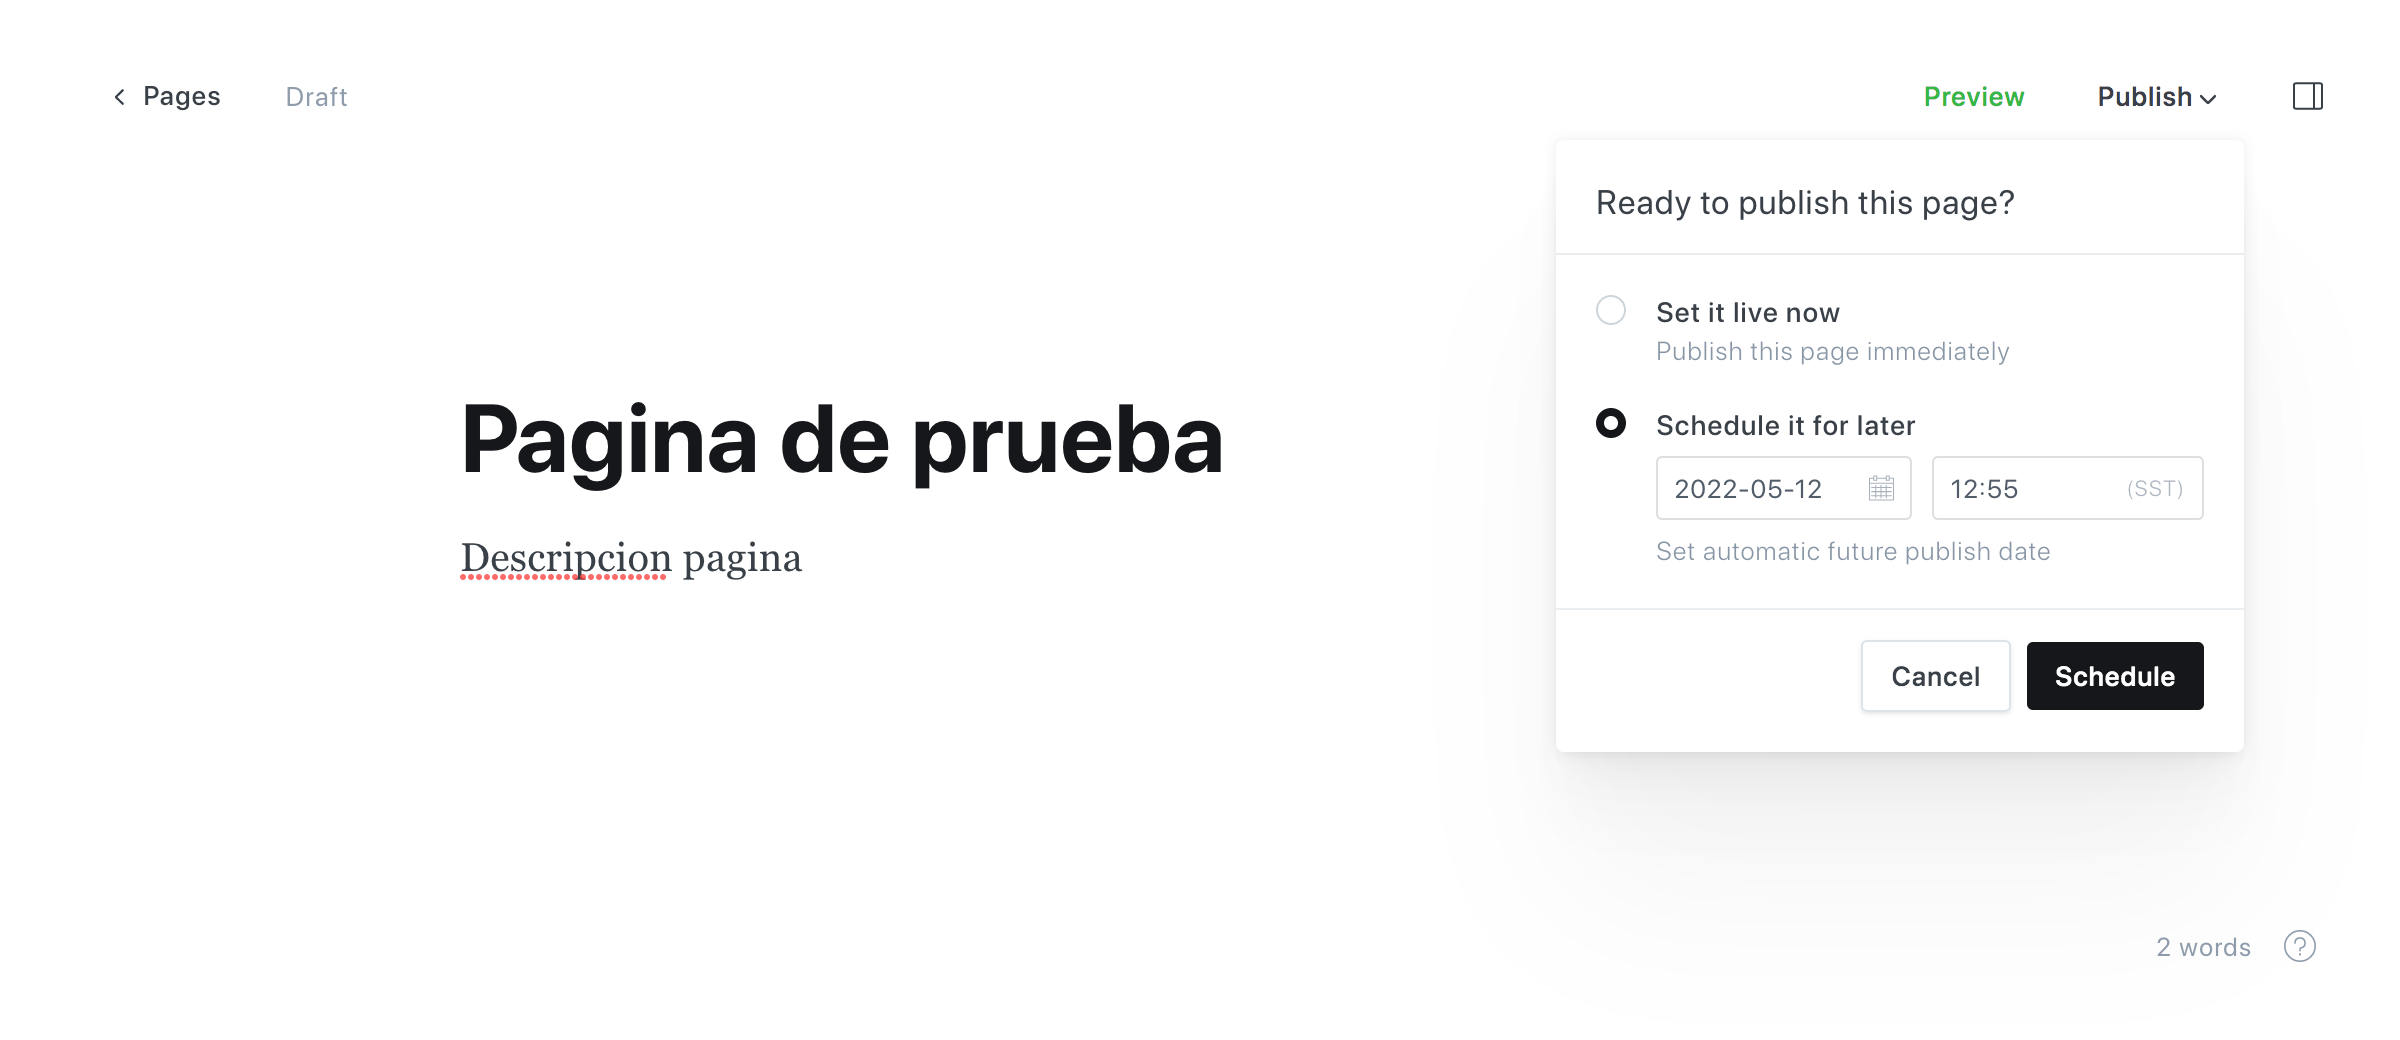 Pages
Draft
Preview
Publish
Ready to publish this page?
Set it live now
Publish this page immediately
Pagina de prueba
Schedule it for later
2022-05-12
12:55
(SST)
Descripcion pagina
Set automatic future publish date
Cancel
Schedule
2 words
?